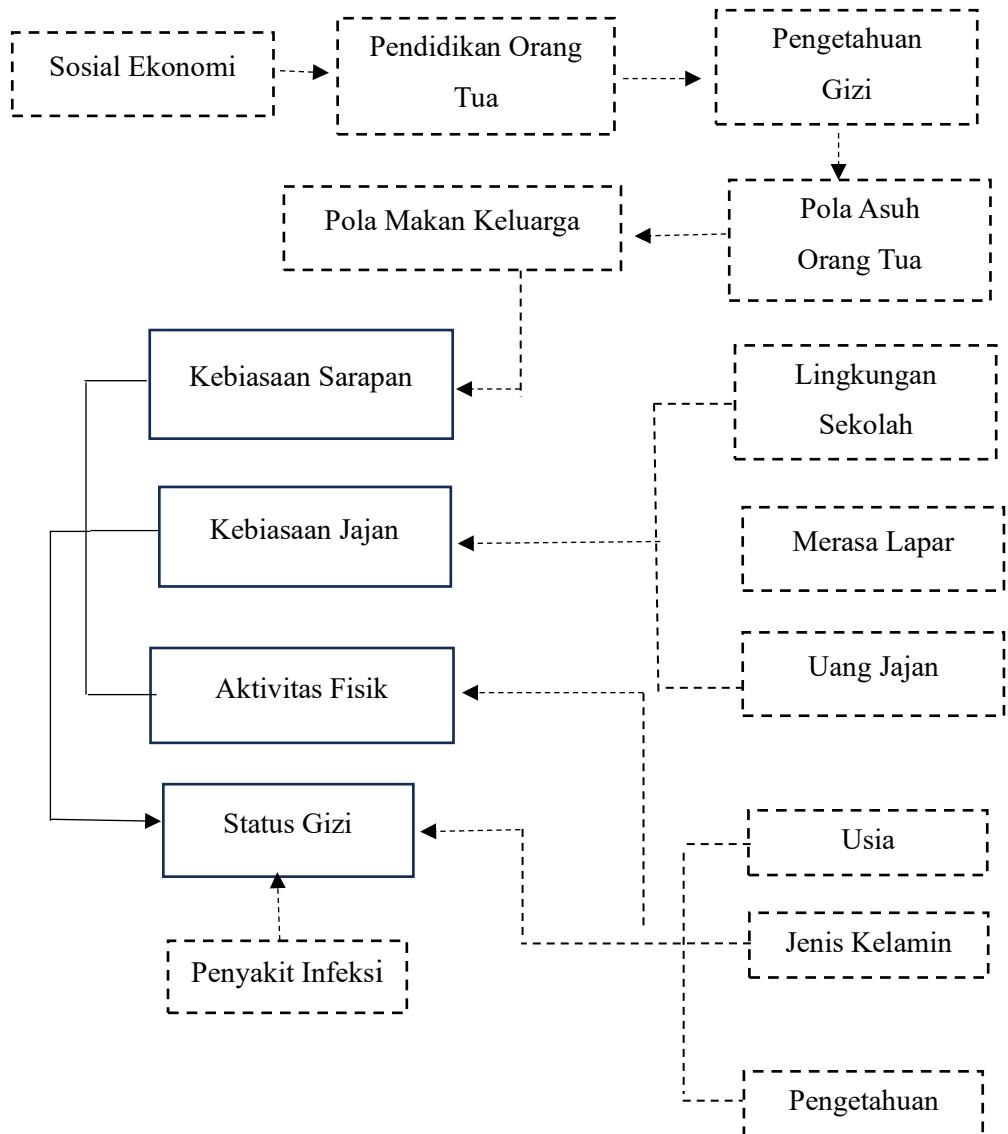 Sosial Ekonomi
Pendidikan Orang
Tua
Pengetahuan
Gizi
Pola Makan Keluarga
Pola Asuh
Orang Tua
Kebiasaan Sarapan
Lingkungan
Sekolah
Kebiasaan Jajan
Merasa Lapar
Aktivitas Fisik
Uang Jajan
Status Gizi
Usia
Penyakit Infeksi
Jenis Kelamin
Pengetahuan